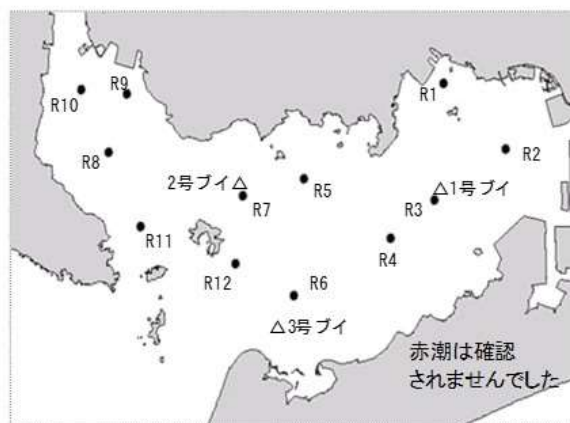 R9
R10
R1
R8
R2
2号ブイ△
R5
△1号ブイ
R7
R3
R11
R4
R12
R6
△3号ブイ
赤潮は確認
されませんでした